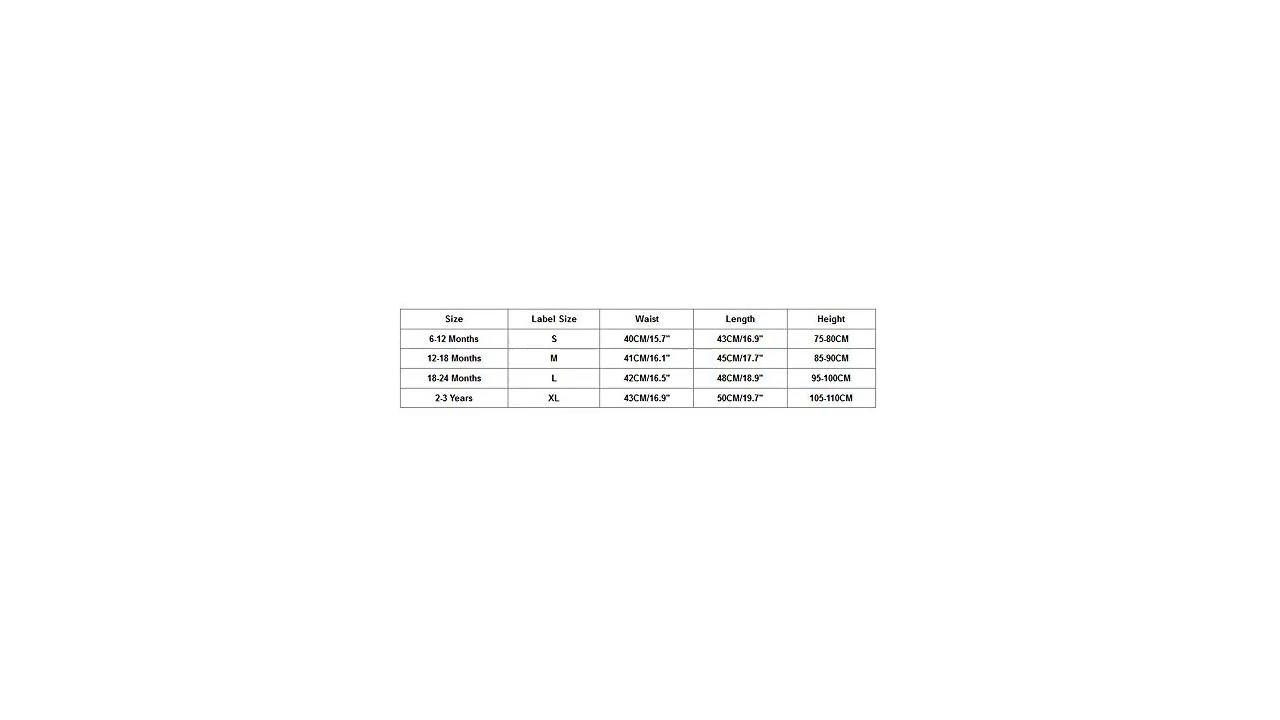 Size Label Size Waist Length Height
6-12 Months S 40CM/15.7" 43CM/16.9" 75-80CM
12-18 Months M 41CM/16.1" 45CM/17.7" 85-90CM
18-24 Months L 42CM/16.5" 48CM/18.9" 95-100CM
2-3 Years XL 43CM/16.9" 50CM/19.7" 105-110CM